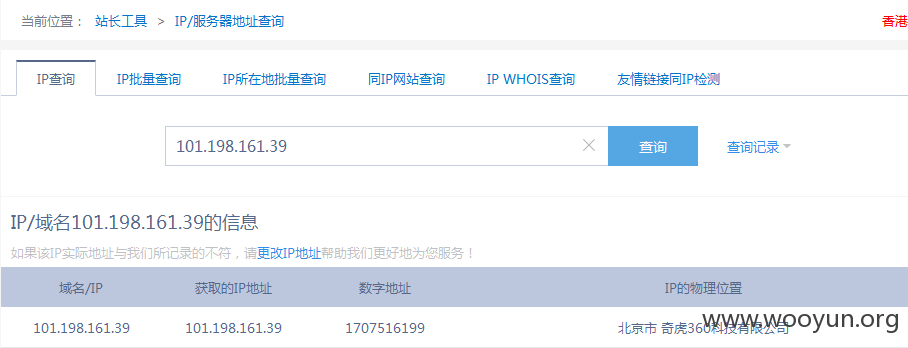 当前位置： 站长工具 > IP/服务器地址查询 香港
IP查询 IP批量查询 IP所在地批量查询 同IP网站查询 IP WHOIS查询 友情链接同IP检测
101.198.161.39 查询 查询记录
IP/域名101.198.161.39的信息
如果该IP实际地址与我们所记录的不符，请更改IP地址帮助我们更好地为您服务！
域名/IP 获取的IP地址 数字地址 IP的物理位置
101.198.161.39 101.198.161.39 1707516199 北京市 奇虎360科技有限公司
www.wooyun.org